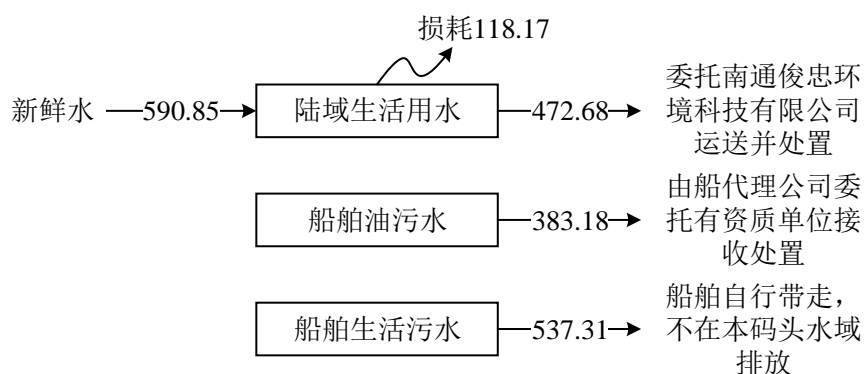 损耗118.17
新鲜水
590.85
陆域生活用水
472.68
委托南通俊忠环
境科技有限公司
运送并处置
船舶油污水
383.18
由船代理公司委
托有资质单位接
收处置
船舶生活污水
537.31
船舶自行带走，
不在本码头水域
排放